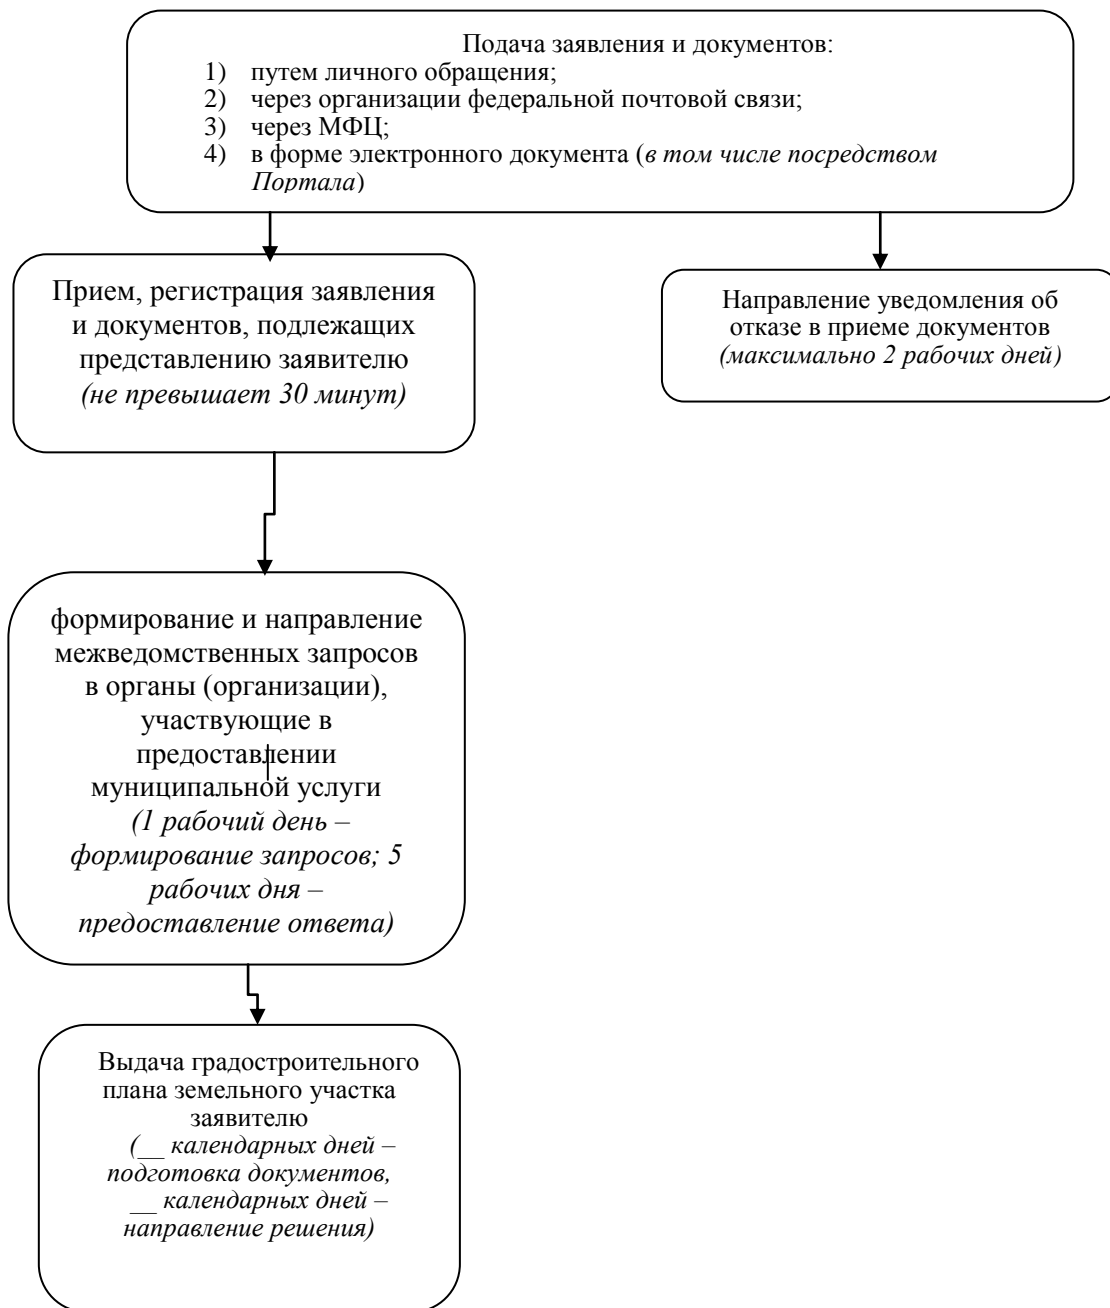 Подача заявления и документов:
1) путем личного обращения;
2) через организации федеральной почтовой связи;
3) через МФЦ;
4) в форме электронного документа (в том числе посредством
Портала)
Прием, регистрация заявления
и документов, подлежащих
представлению заявителю
(не превышает 30 минут)
Направление уведомления об
отказе в приеме документов
(максимально 2 рабочих дней)
формирование и направление
межведомственных запросов
в органы (организации),
участвующие в
предоставлении
муниципальной услуги
(1 рабочий день –
формирование запросов; 5
рабочих дня –
предоставление ответа)
Выдача градостроительного
плана земельного участка
заявителю
(__ календарных дней –
подготовка документов,
__ календарных дней –
направление решения)